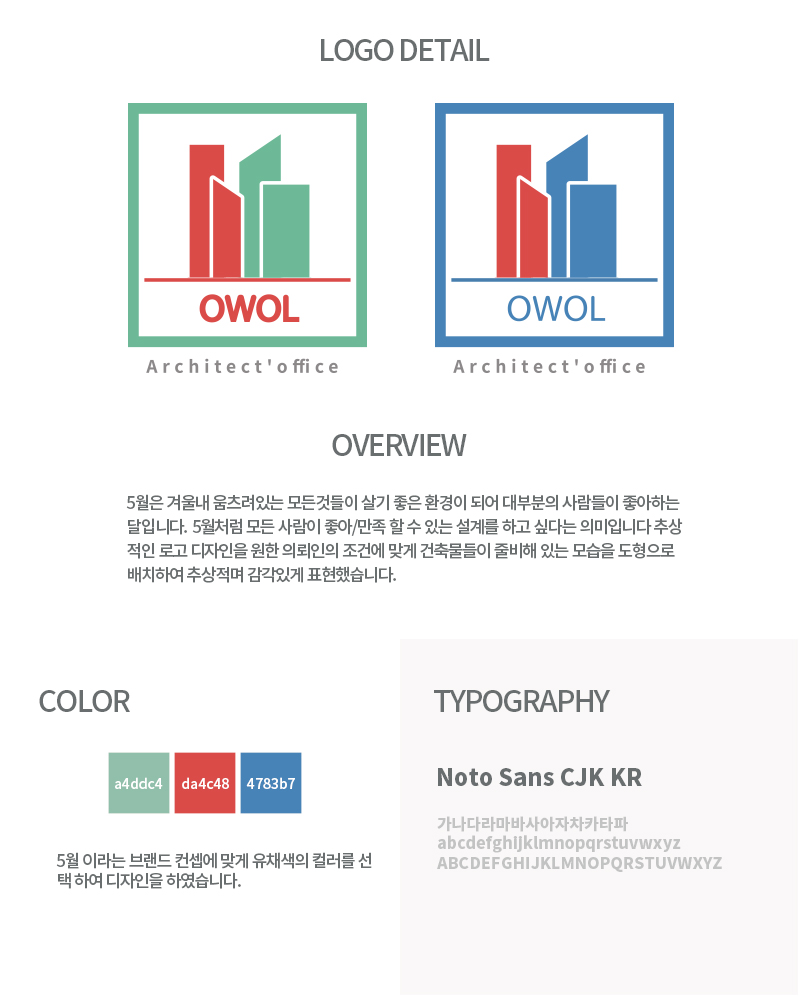 LOGO DETAIL
OWOL
OWOL
Architect'office
Architect'office
OVERVIEW
5월은 겨울내 움츠려있는 모든것들이 살기 좋은 환경이 되어 대부분의 사람들이 좋아하는
달입니다. 5월처럼 모든 사람이 좋아/만족 할 수 있는 설계를 하고 싶다는 의미입니다 추상
적인 로고 디자인을 원한 의뢰인의 조건에 맞게 건축물들이 줄비해 있는 모습을 도형으로
배치하여 추상적며 감각있게 표현했습니다.
COLOR
a4ddc4 da4c48 4783b7
5월 이라는 브랜드 컨셉에 맞게 유채색의 컬러를 선
택 하여 디자인을 하였습니다.
TYPOGRAPHY
Noto Sans CJK KR
가나다라마바사아자차카타파
abcdefghijklmnopqrstuvwxyz
ABCDEFGHIJKLMNOPQRSTUVWXYZ